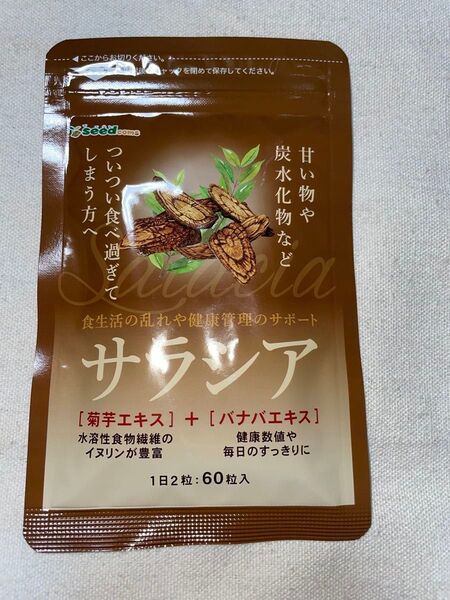 ここからお切りください。
チャックを閉めて保存してください。
seedcoms
甘い物や
炭水化物など
ついつい食べ過ぎて
しまう方へ
Salacia
食生活の乱れや健康管理のサポート
サラシア
[菊芋エキス]+[バナバエキス]
水溶性食物繊維の
イヌリンが豊富
健康数値や
毎日のすっきりに
1日2粒:60粒入